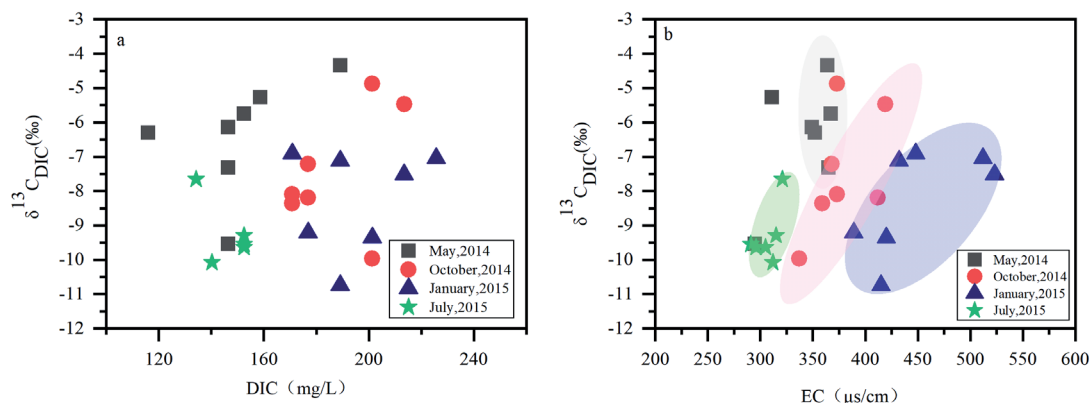 a
-3
-4
-5
-6
-7
-8
-9
-10
-11
-12
δ13CDIC(‰)
120 160 200 240
DIC（mg/L）
May,2014
October,2014
January,2015
July,2015
b
-3
-4
-5
-6
-7
-8
-9
-10
-11
-12
δ13CDIC(‰)
200 250 300 350 400 450 500 550 600
EC（μs/cm）
May,2014
October,2014
January,2015
July,2015